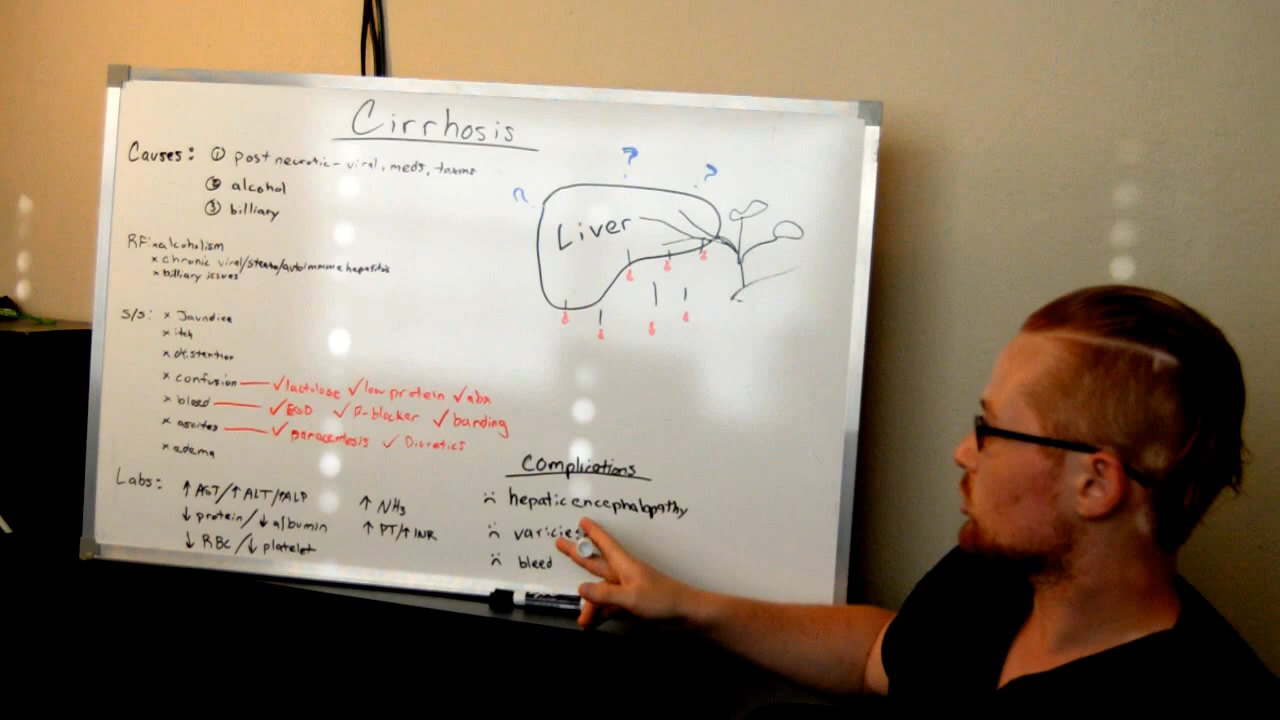 Cirrhosis
Causes: ① post necrotic - viral, meds, toxins
② alcohol
③ billiary
RF: alcoholism
x chronic viral/steato/autoimmune hepatitis
x billiary issues
S/S: x Jaundice
x itch
x distention
x confusion — ✓lactolose ✓low protein ✓abx
x bleed — ✓EGD ✓β-blocker ✓banding
x ascites — ✓paracentesis ✓Diuretics
x edema
Labs: ↑AST/↑ALT/↑ALP ↑NH₃
↓protein/↓albumin ↑PT/↑INR
↓RBC/↓platelet
? ? ?
Liver
Complications
hepatic encephalopathy
varicies
bleed